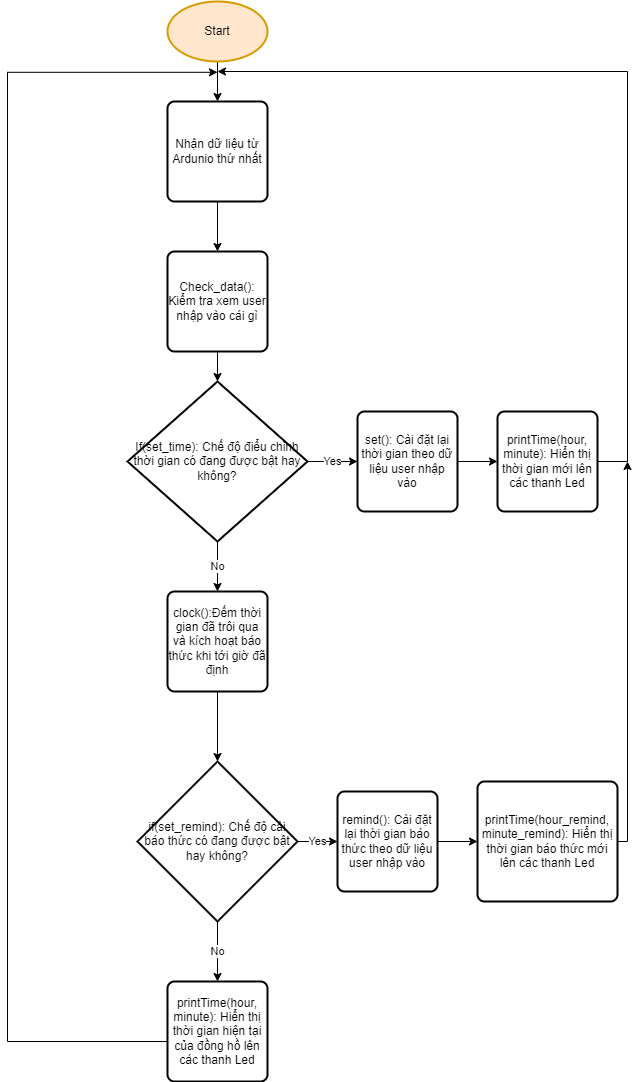 Start
Nhận dữ liệu từ
Ardunio thứ nhất
Check_data():
Kiểm tra xem user
nhập vào cái gì
If(set_time): Chế độ điểu chỉnh
thời gian có đang được bật hay
không?
Yes
set(): Cài đặt lại
thời gian theo dữ
liệu user nhập
vào
printTime(hour,
minute): Hiển thị
thời gian mới lên
các thanh Led
No
clock():Đếm thời
gian đã trôi qua
và kích hoạt báo
thức khi tới giờ đã
định
if(set_remind): Chế độ cài
báo thức có đang được bật
hay không?
Yes
remind(): Cài đặt
lại thời gian báo
thức theo dữ liệu
user nhập vào
printTime(hour_remind,
minute_remind): Hiển thị
thời gian báo thức mới
lên các thanh Led
No
printTime(hour,
minute): Hiển thị
thời gian hiện tại
của đồng hồ lên
các thanh Led